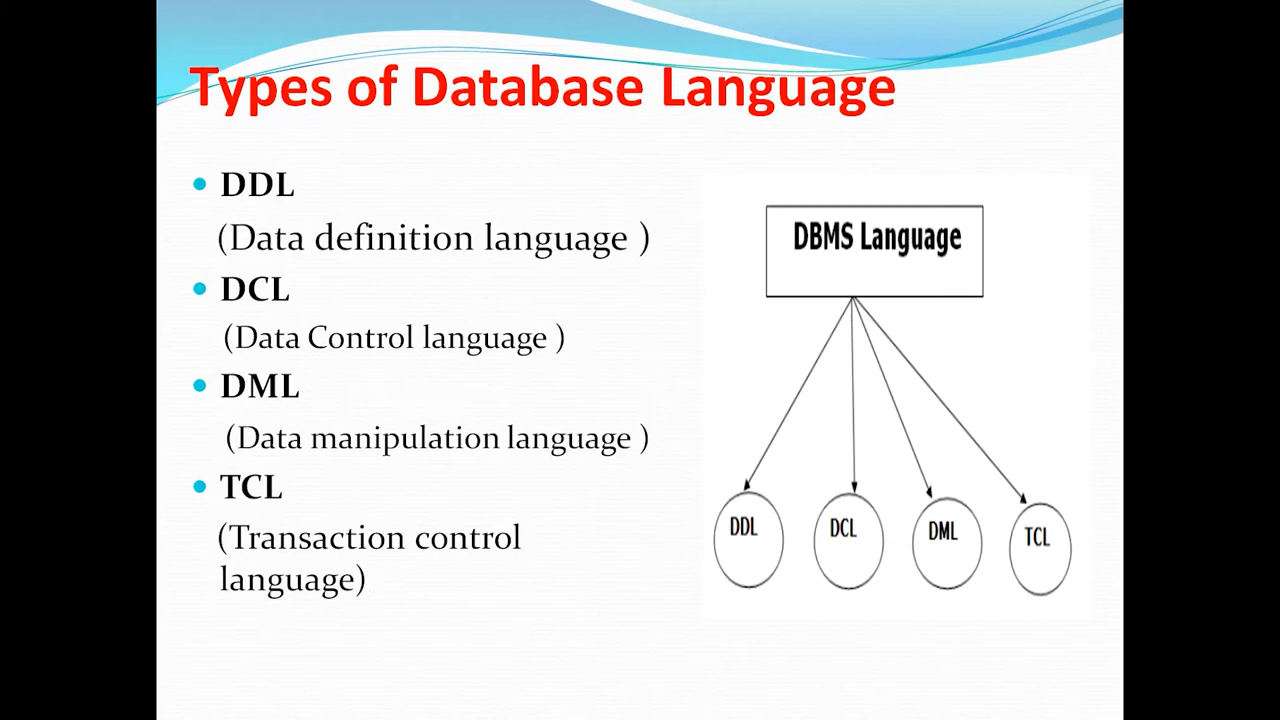 Types of Database Language
DDL
(Data definition language )
DCL
(Data Control language )
DML
(Data manipulation language )
TCL
(Transaction control
language)
DBMS Language
DDL
DCL
DML
TCL